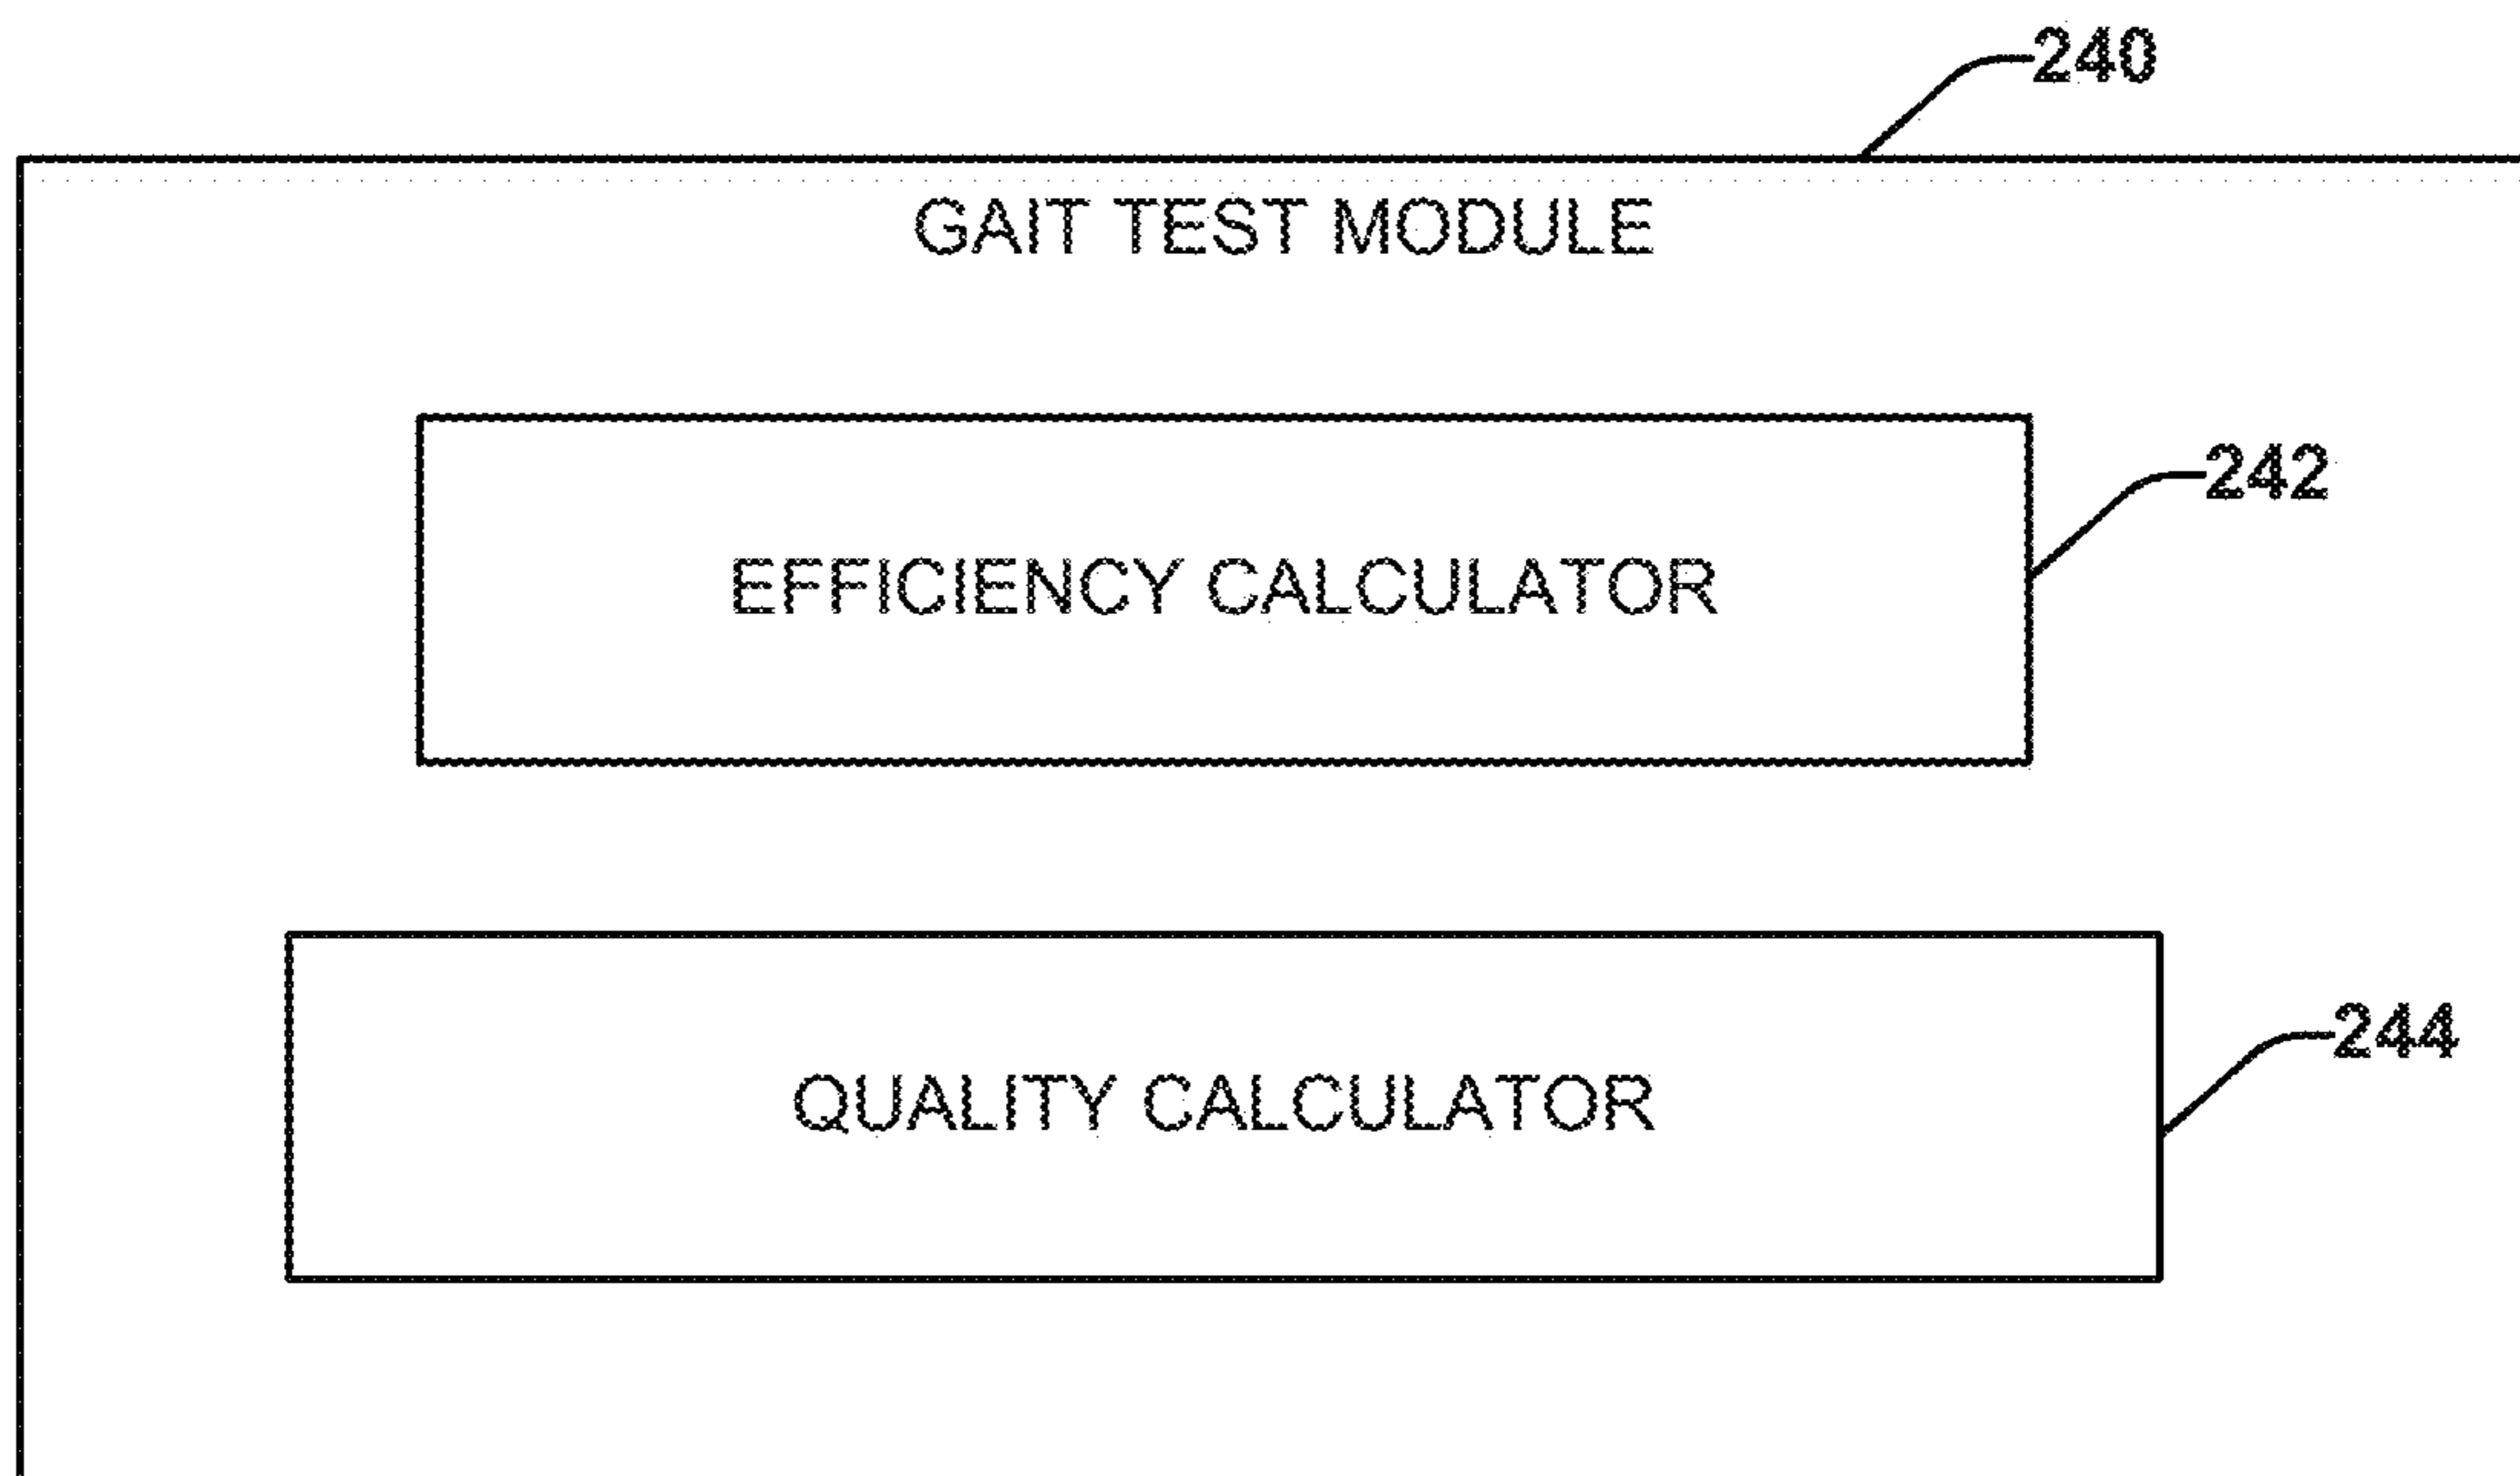 240
GAIT TEST MODULE
242
EFFICIENCY CALCULATOR
244
QUALITY CALCULATOR